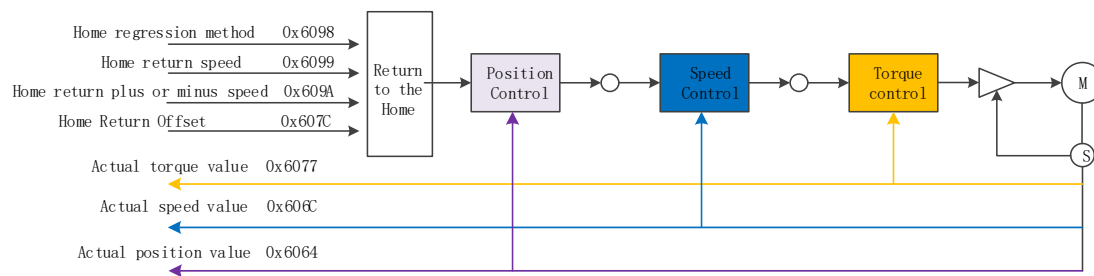 Home regression method 0x6098
Home return speed 0x6099
Home return plus or minus speed 0x609A
Home Return Offset 0x607C
Return
to the
Home
Position
Control
Speed
Control
Torque
control
M
S
Actual torque value 0x6077
Actual speed value 0x606C
Actual position value 0x6064